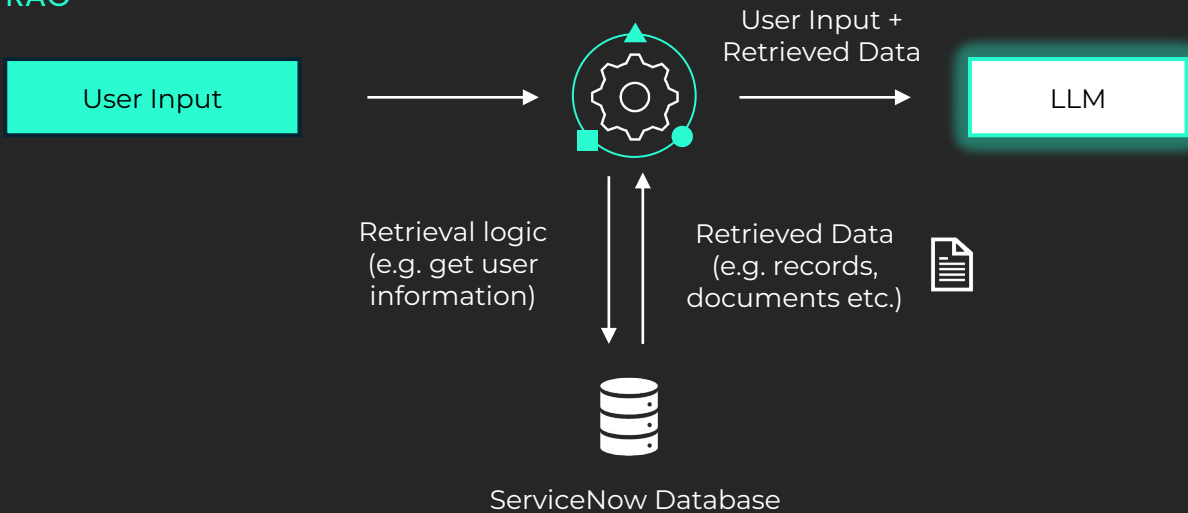 RAG
User Input +
Retrieved Data
User Input
LLM
Retrieval logic
(e.g. get user
information)
Retrieved Data
(e.g. records,
documents etc.)
ServiceNow Database